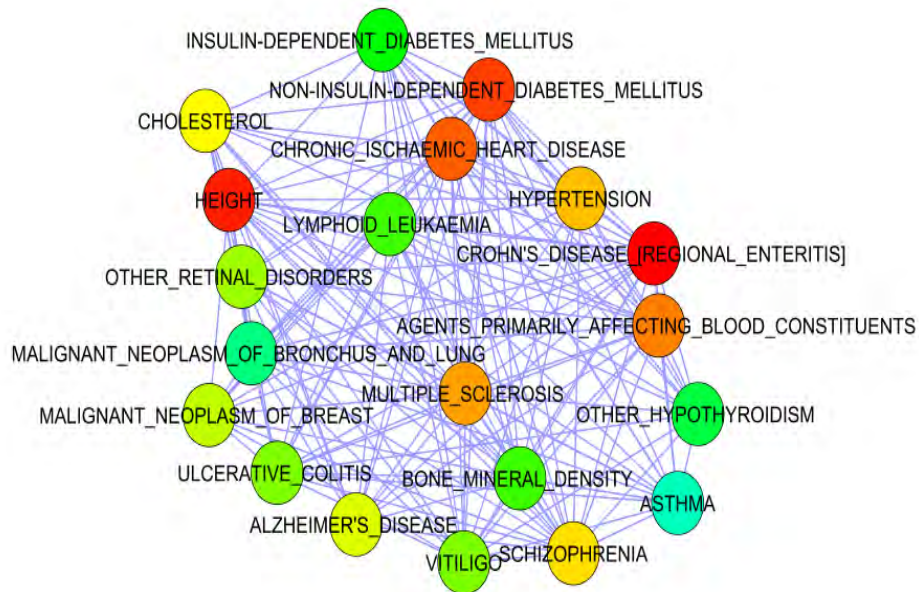 INSULIN-DEPENDENT_DIABETES_MELLITUS
NON-INSULIN-DEPENDENT_DIABETES_MELLITUS
CHOLESTEROL
CHRONIC_ISCHAEMIC_HEART_DISEASE
HEIGHT
HYPERTENSION
LYMPHOID_LEUKAEMIA
CROHN'S_DISEASE_[REGIONAL_ENTERITIS]
OTHER_RETINAL_DISORDERS
AGENTS_PRIMARILY_AFFECTING_BLOOD_CONSTITUENTS
MALIGNANT_NEOPLASM_OF_BRONCHUS_AND_LUNG
MULTIPLE_SCLEROSIS
MALIGNANT_NEOPLASM_OF_BREAST
OTHER_HYPOTHYROIDISM
ULCERATIVE_COLITIS
BONE_MINERAL_DENSITY
ASTHMA
ALZHEIMER'S_DISEASE
VITILIGO
SCHIZOPHRENIA